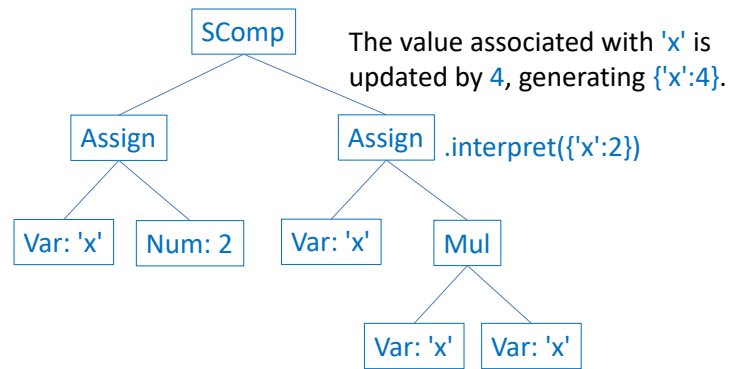 SComp
The value associated with 'x' is
updated by 4, generating {'x':4}.
Assign
Assign
.interpret({'x':2})
Var: 'x'
Num: 2
Var: 'x'
Mul
Var: 'x'
Var: 'x'